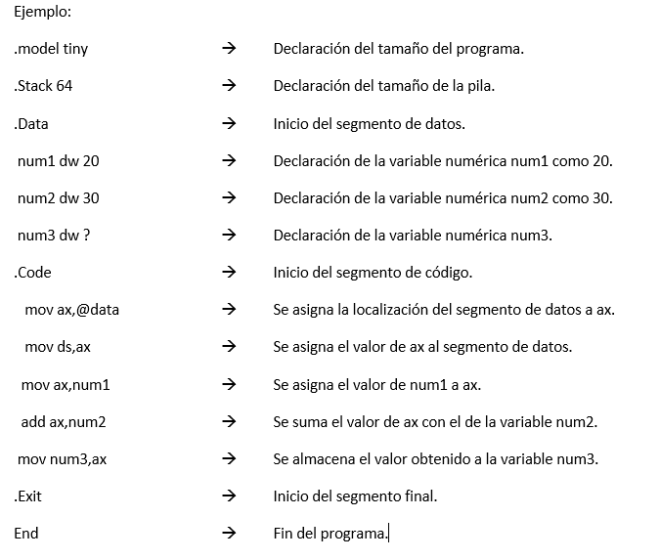 Ejemplo:
.model tiny → Declaración del tamaño del programa.
.Stack 64 → Declaración del tamaño de la pila.
.Data → Inicio del segmento de datos.
num1 dw 20 → Declaración de la variable numérica num1 como 20.
num2 dw 30 → Declaración de la variable numérica num2 como 30.
num3 dw ? → Declaración de la variable numérica num3.
.Code → Inicio del segmento de código.
mov ax,@data → Se asigna la localización del segmento de datos a ax.
mov ds,ax → Se asigna el valor de ax al segmento de datos.
mov ax,num1 → Se asigna el valor de num1 a ax.
add ax,num2 → Se suma el valor de ax con el de la variable num2.
mov num3,ax → Se almacena el valor obtenido a la variable num3.
.Exit → Inicio del segmento final.
End → Fin del programa.